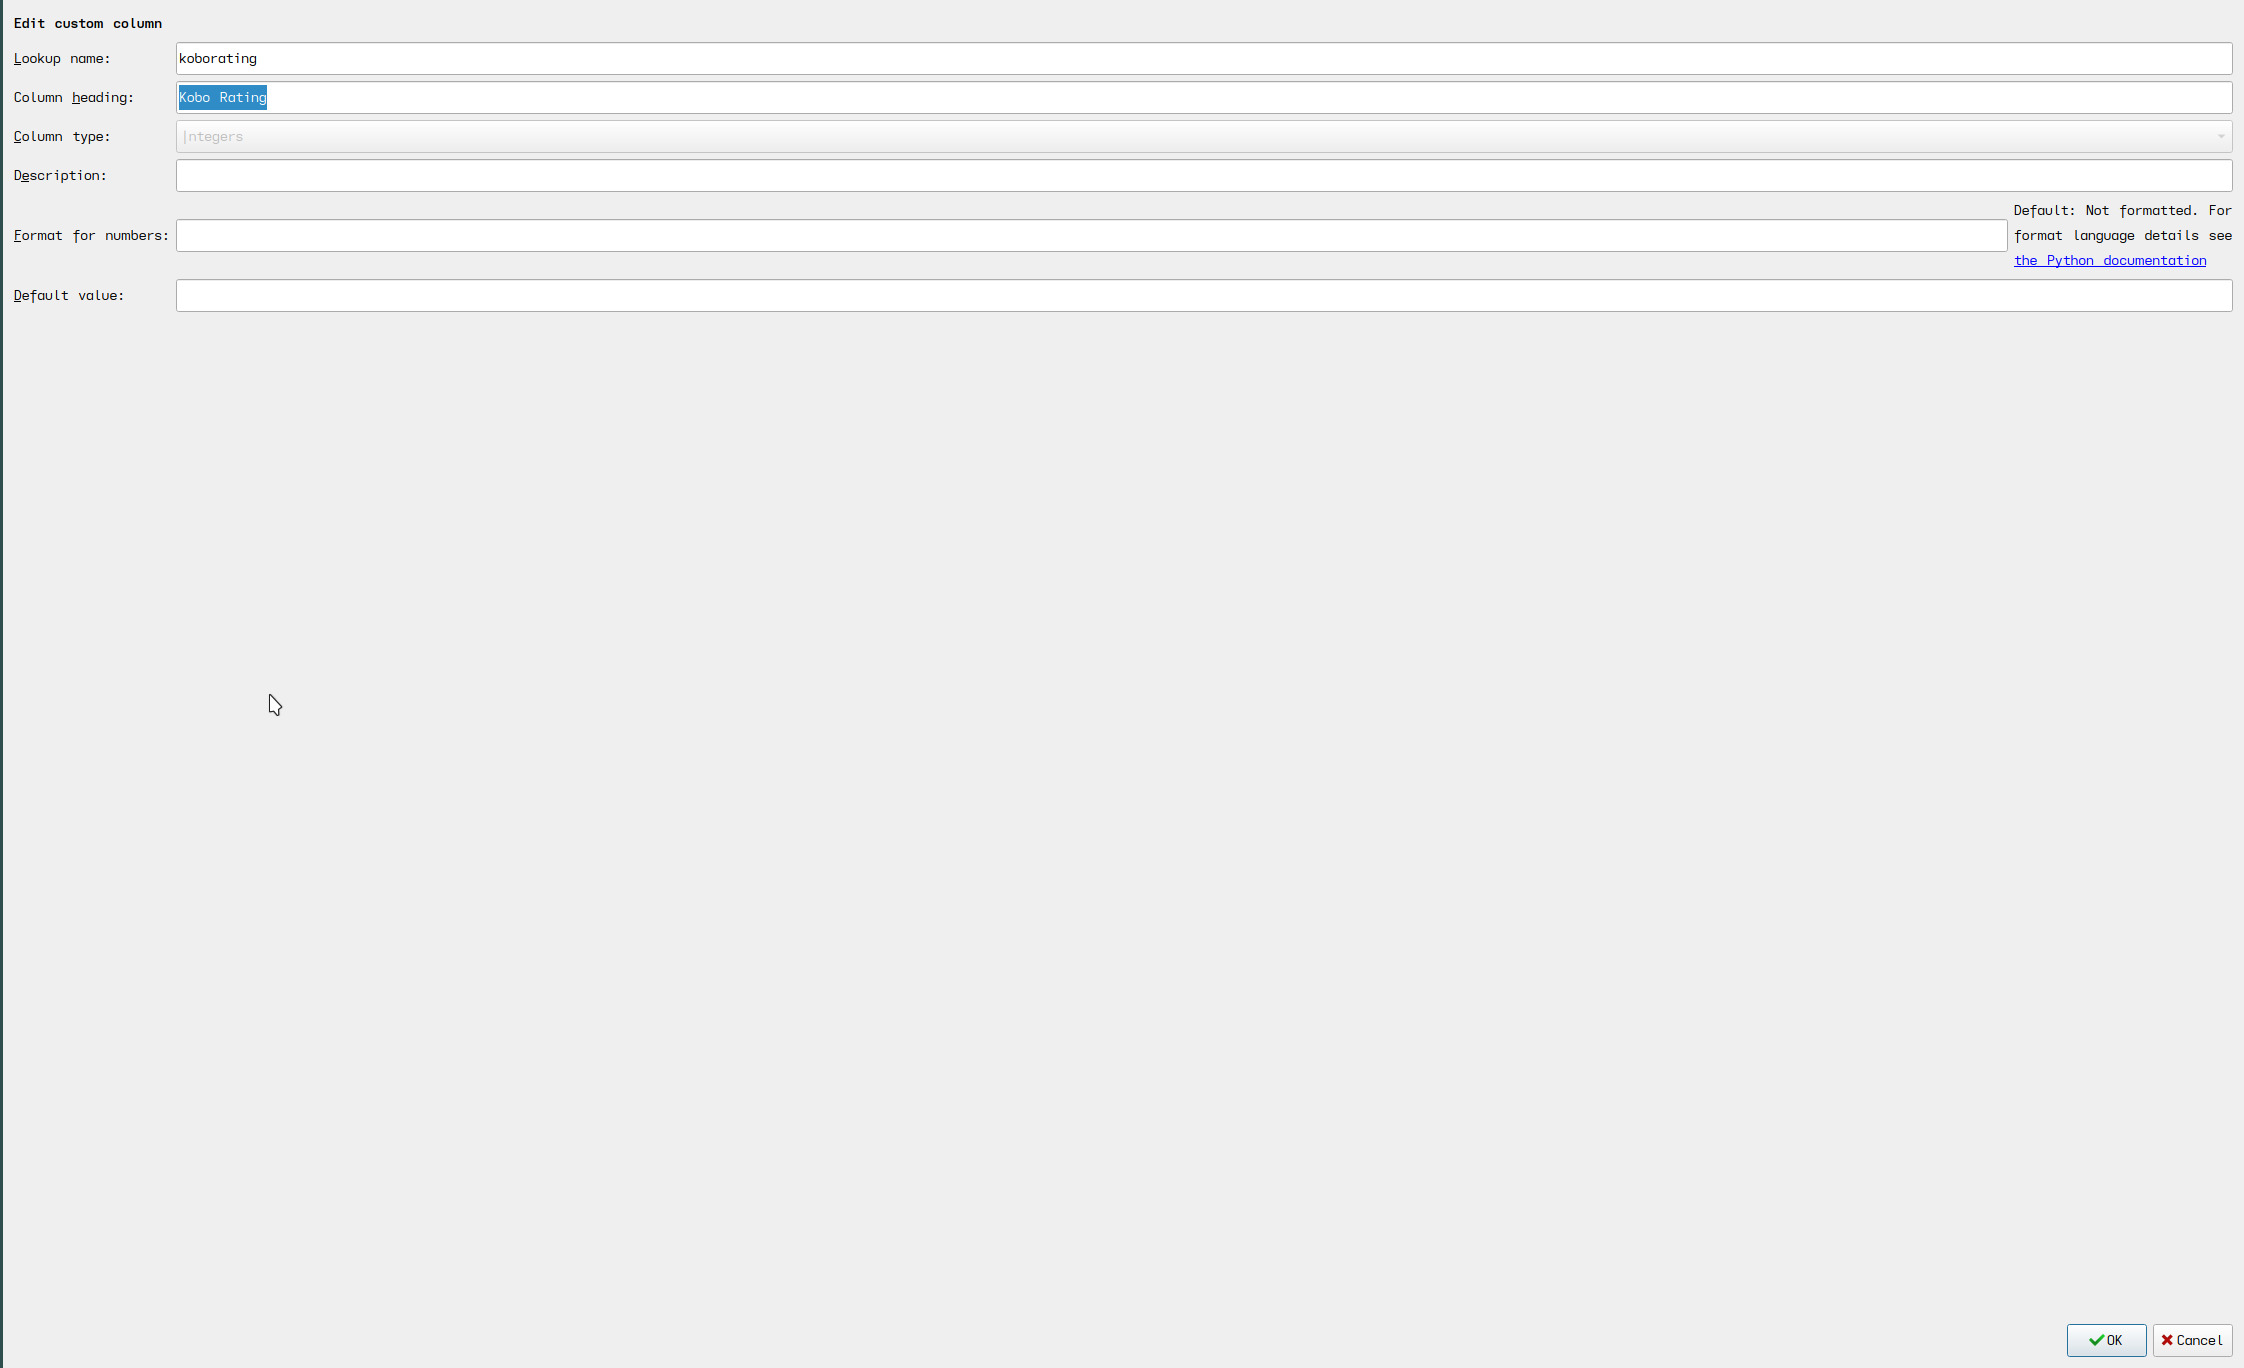 Edit custom column
Lookup name: koborating
Column heading: Kobo Rating
Column type: Integers
Description:
Format for numbers:
Default: Not formatted. For
format language details see
the Python documentation
Default value:
OK Cancel